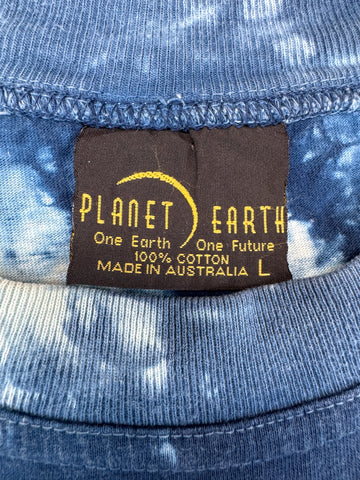 PLANET EARTH
One Earth One Future
100% COTTON
MADE IN AUSTRALIA L